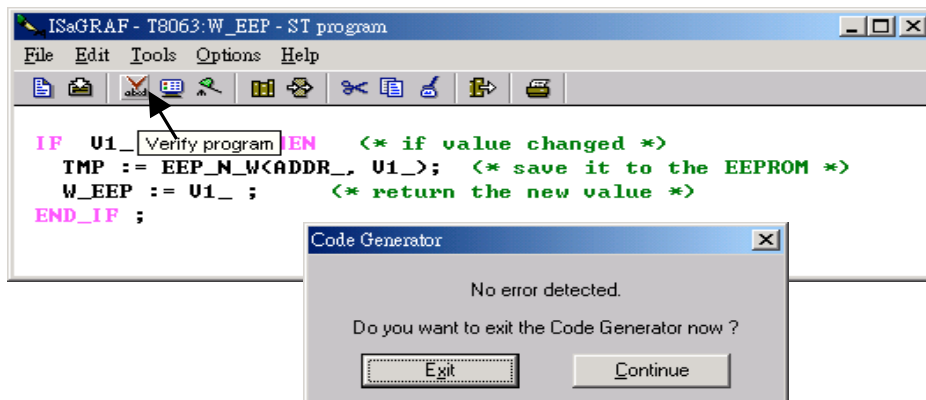 ISaGRAF - T8063:W_EEP - ST program
File Edit Tools Options Help
IF V1_ Verify program (* if value changed *)
TMP := EEP_N_W(ADDR_, V1_); (* save it to the EEPROM *)
W_EEP := V1_ ; (* return the new value *)
END_IF ;
Code Generator
No error detected.
Do you want to exit the Code Generator now ?
Exit Continue